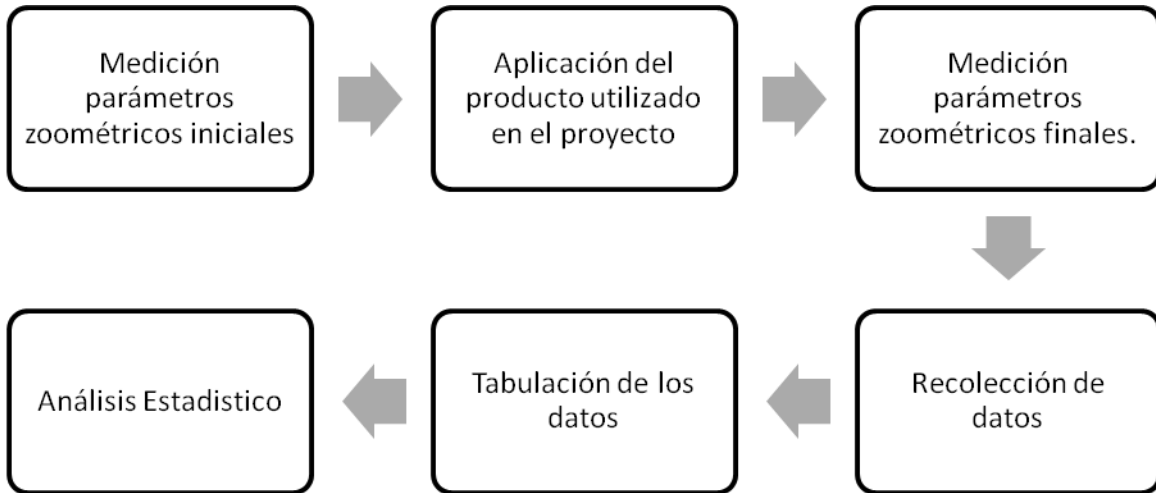 Medición
parámetros
zoométricos iniciales
Aplicación del
producto utilizado
en el proyecto
Medición
parámetros
zoométricos finales.
Recolección de
datos
Tabulación de los
datos
Análisis Estadistico